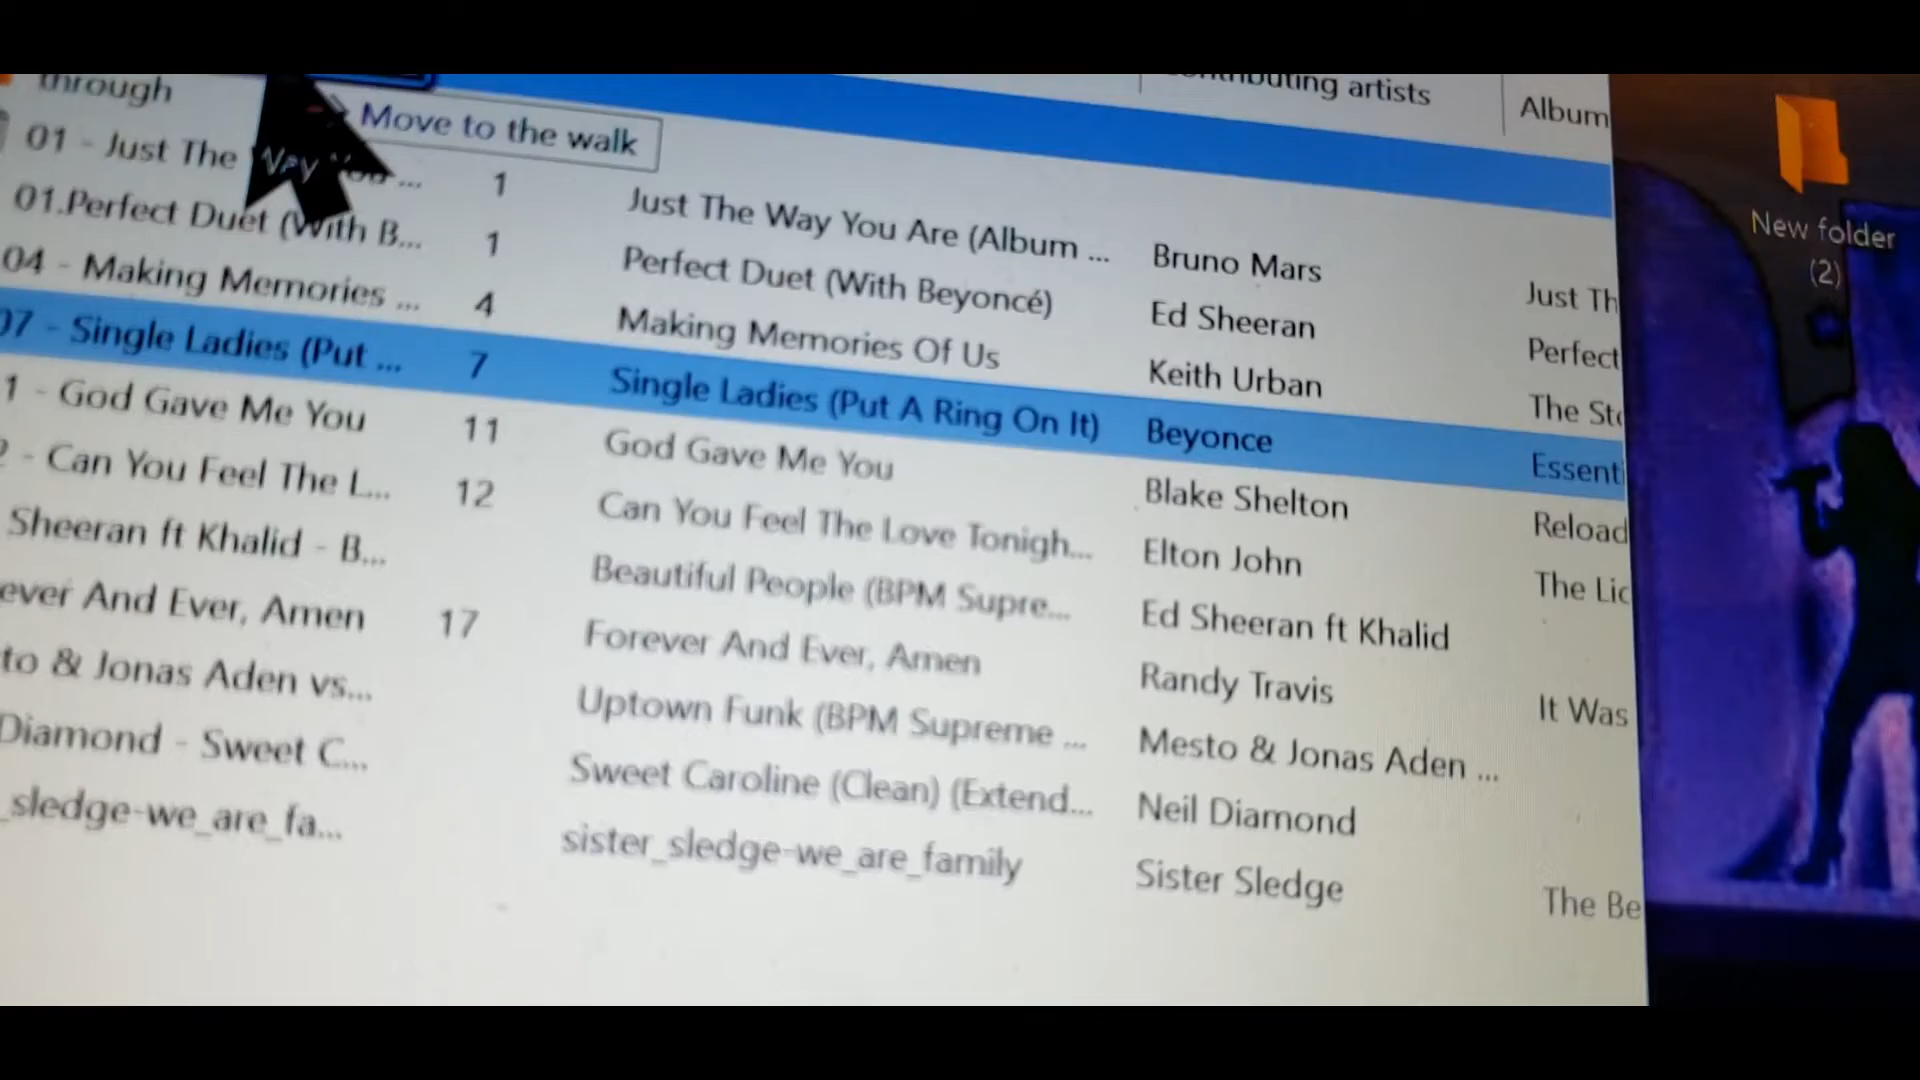 through
contributing artists Album
Move to the walk
01 - Just The Way You ... 1 Just The Way You Are (Album ... Bruno Mars Just Th
01.Perfect Duet (With B... 1 Perfect Duet (With Beyoncé) Ed Sheeran Perfect
04 - Making Memories ... 4 Making Memories Of Us Keith Urban The Sto
07 - Single Ladies (Put ... 7 Single Ladies (Put A Ring On It) Beyonce Essenti
1 - God Gave Me You 11 God Gave Me You Blake Shelton Reload
2 - Can You Feel The L... 12 Can You Feel The Love Tonigh... Elton John The Lic
Sheeran ft Khalid - B... Beautiful People (BPM Supre... Ed Sheeran ft Khalid
ever And Ever, Amen 17 Forever And Ever, Amen Randy Travis It Was
to & Jonas Aden vs... Uptown Funk (BPM Supreme ... Mesto & Jonas Aden ...
Diamond - Sweet C... Sweet Caroline (Clean) (Extend... Neil Diamond
_sledge-we_are_fa... sister_sledge-we_are_family Sister Sledge The Be
New folder
(2)